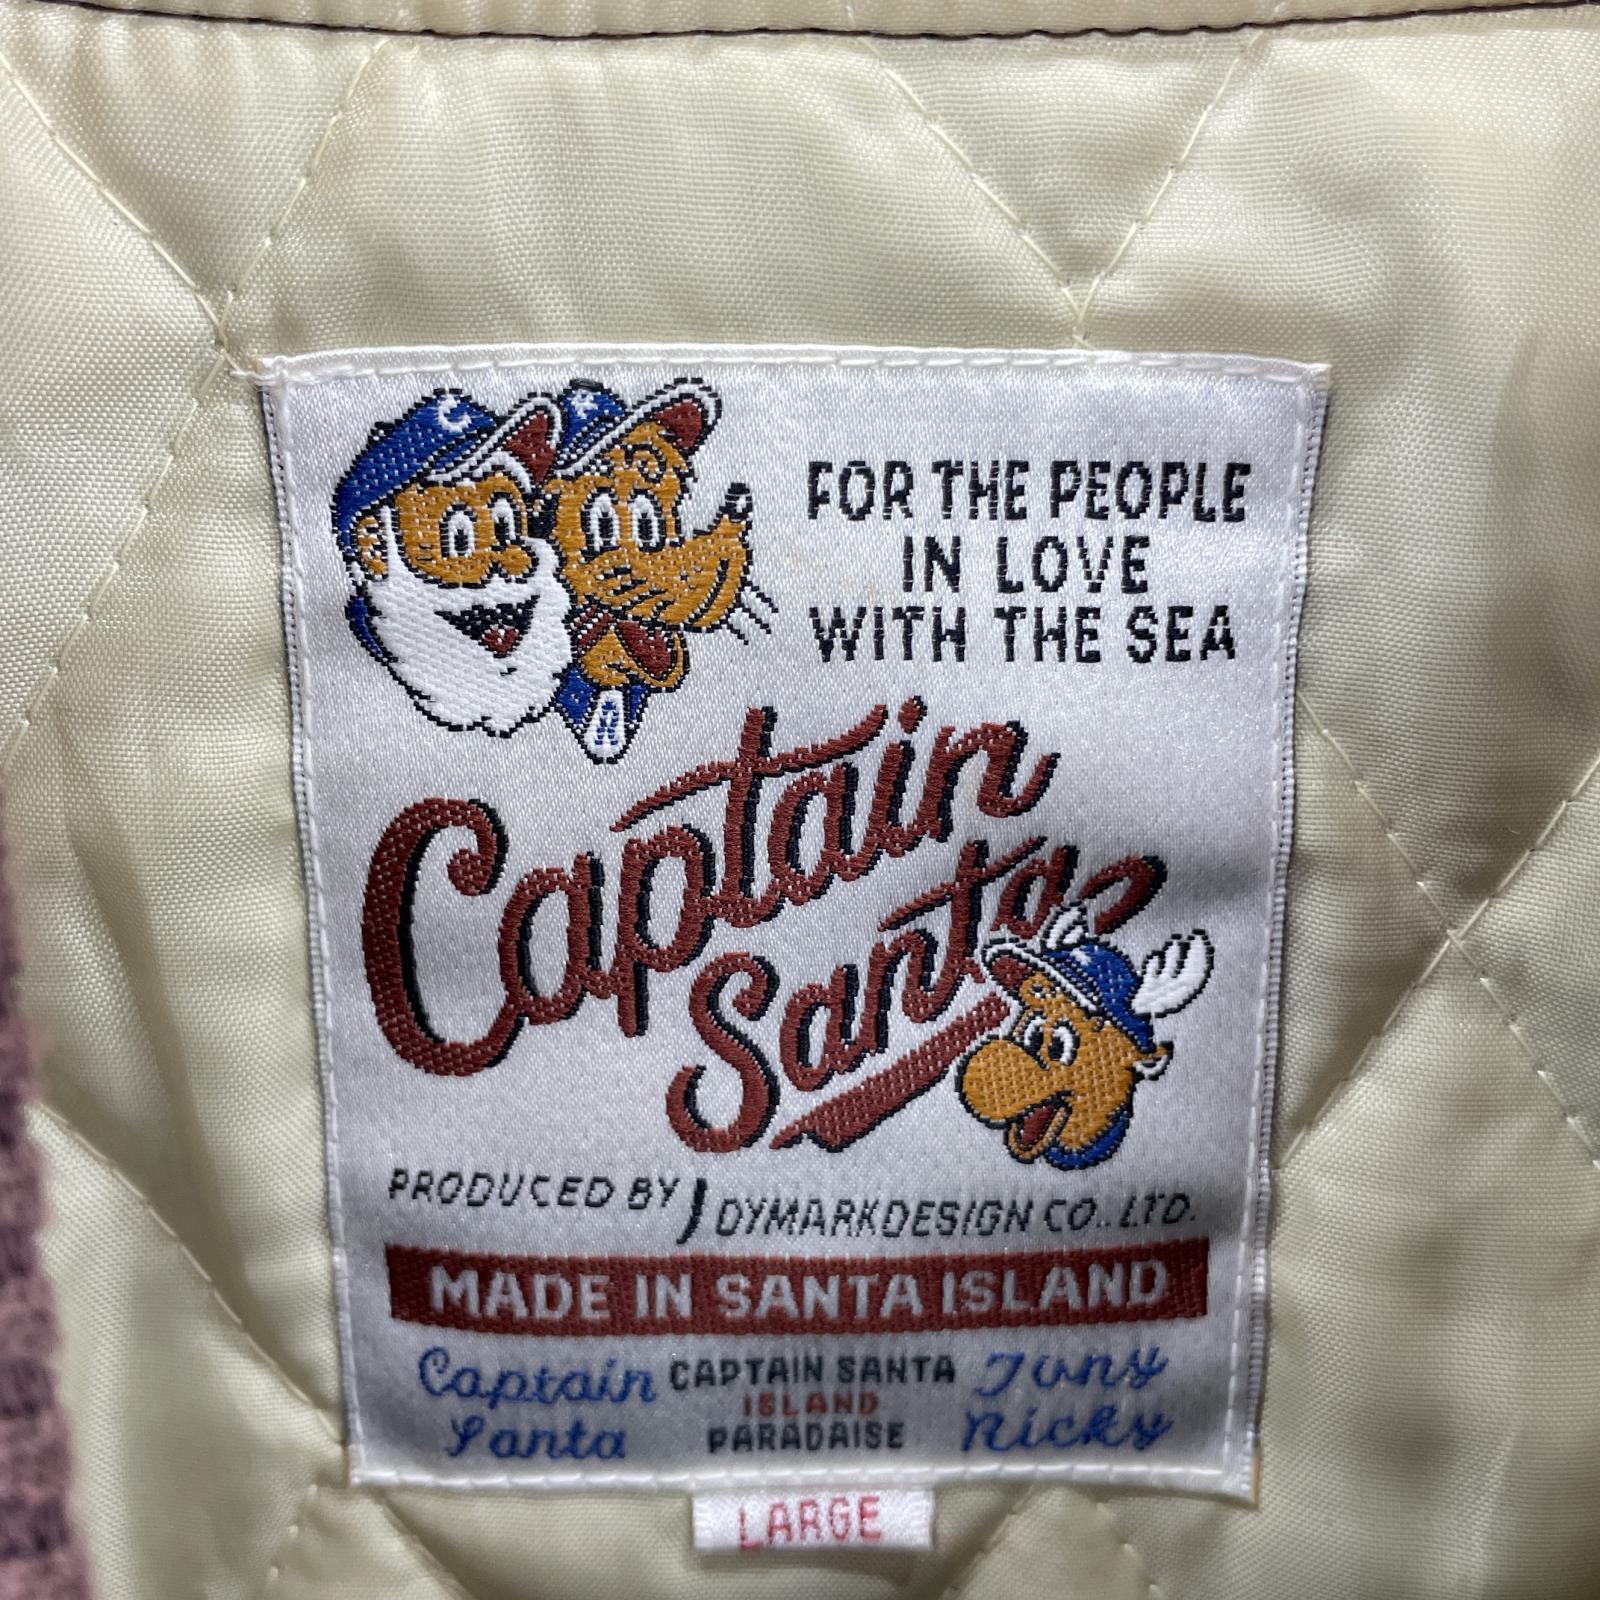 C
R
FOR THE PEOPLE
IN LOVE
WITH THE SEA
R
Captain
Santa
PRODUCED BY J DYMARKDESIGN CO., LTD.
MADE IN SANTA ISLAND
Captain CAPTAIN SANTA Tony
ISLAND
Santa PARADAISE Ricky
LARGE